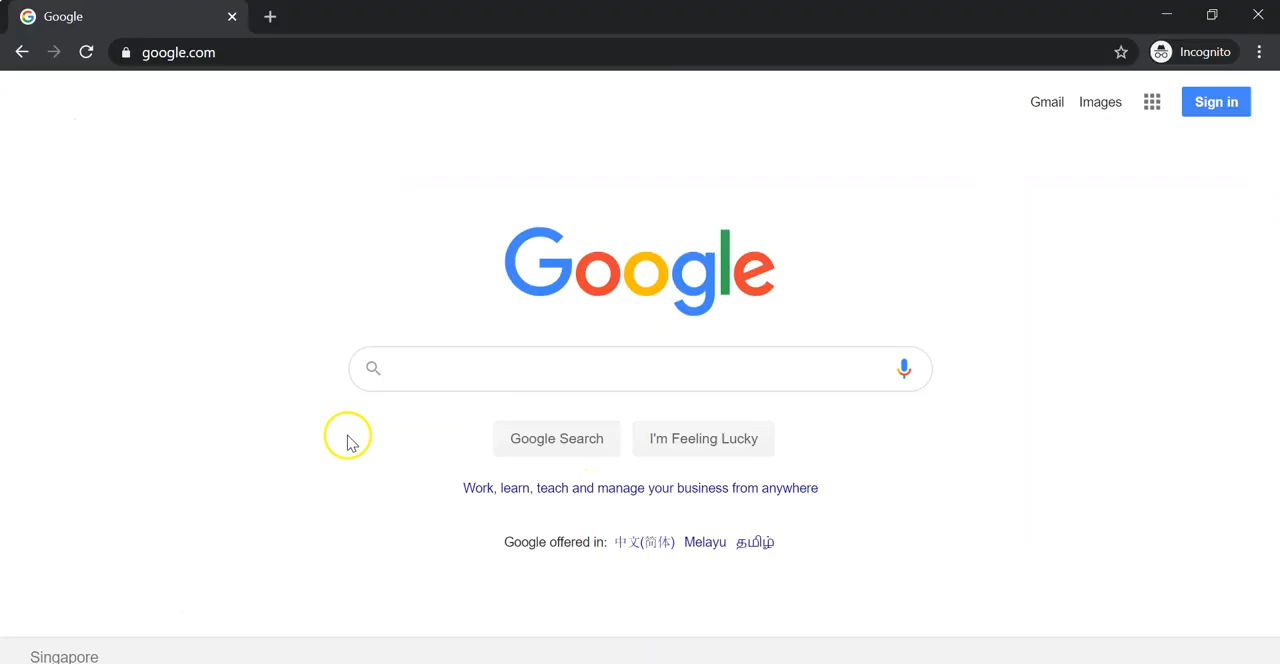 Google
google.com
Incognito
Gmail Images Sign in
Google
Google Search I'm Feeling Lucky
Work, learn, teach and manage your business from anywhere
Google offered in: 中文(简体) Melayu தமிழ்
Singapore